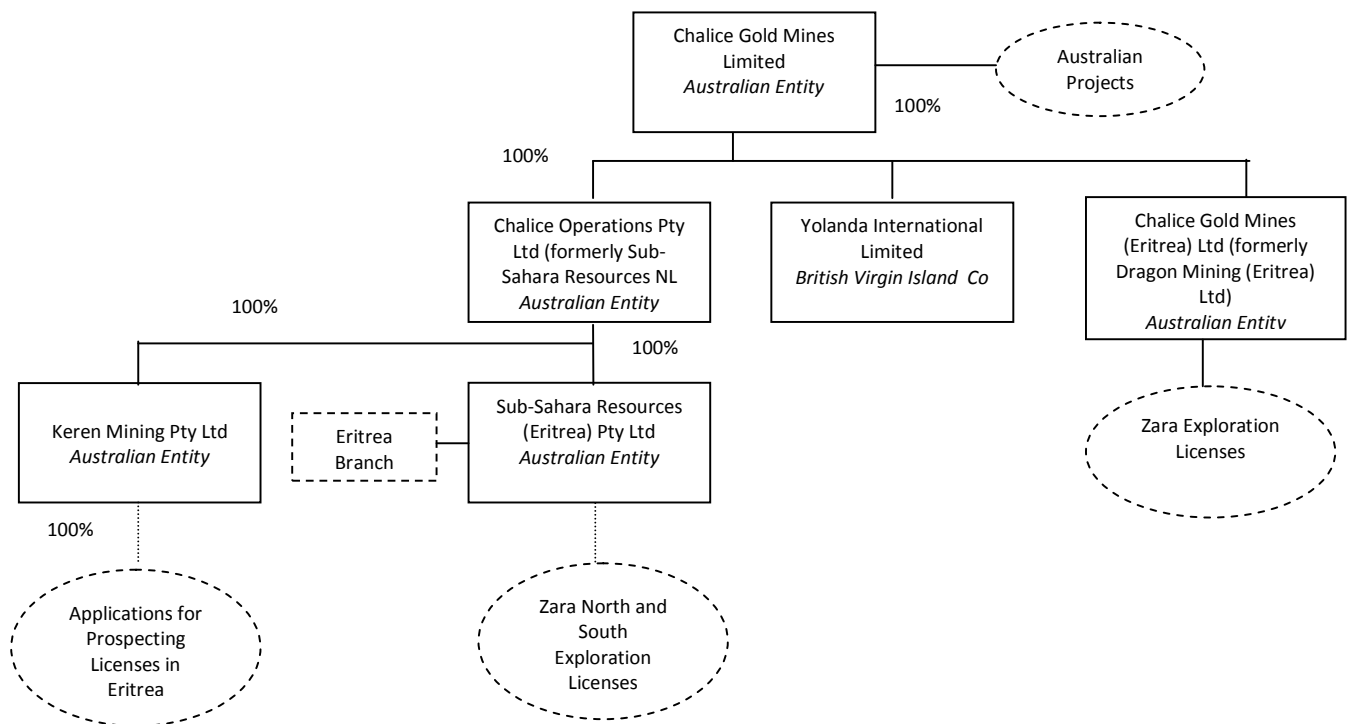 Chalice Gold Mines
Limited
Australian Entity
Australian
Projects
100%
100%
Chalice Operations Pty
Ltd (formerly Sub-
Sahara Resources NL
Australian Entity
Yolanda International
Limited
British Virgin Island Co
Chalice Gold Mines
(Eritrea) Ltd (formerly
Dragon Mining (Eritrea)
Ltd)
Australian Entity
100%
100%
Keren Mining Pty Ltd
Australian Entity
Eritrea
Branch
Sub-Sahara Resources
(Eritrea) Pty Ltd
Australian Entity
Zara Exploration
Licenses
100%
Applications for
Prospecting
Licenses in
Eritrea
Zara North and
South
Exploration
Licenses